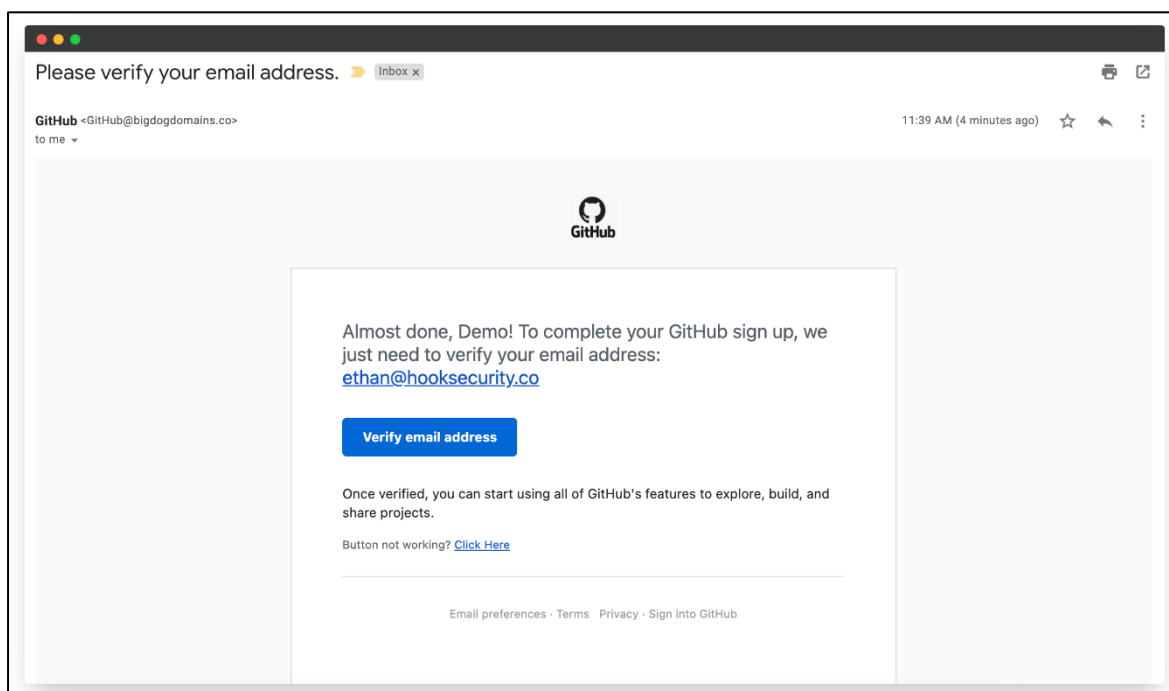 Please verify your email address.
Inbox x
GitHub <GitHub@bigdogdomains.co>
11:39 AM (4 minutes ago)
to me
GitHub
Almost done, Demo! To complete your GitHub sign up, we
just need to verify your email address:
ethan@hooksecurity.co
Verify email address
Once verified, you can start using all of GitHub's features to explore, build, and
share projects.
Button not working? Click Here
Email preferences · Terms Privacy · Sign into GitHub